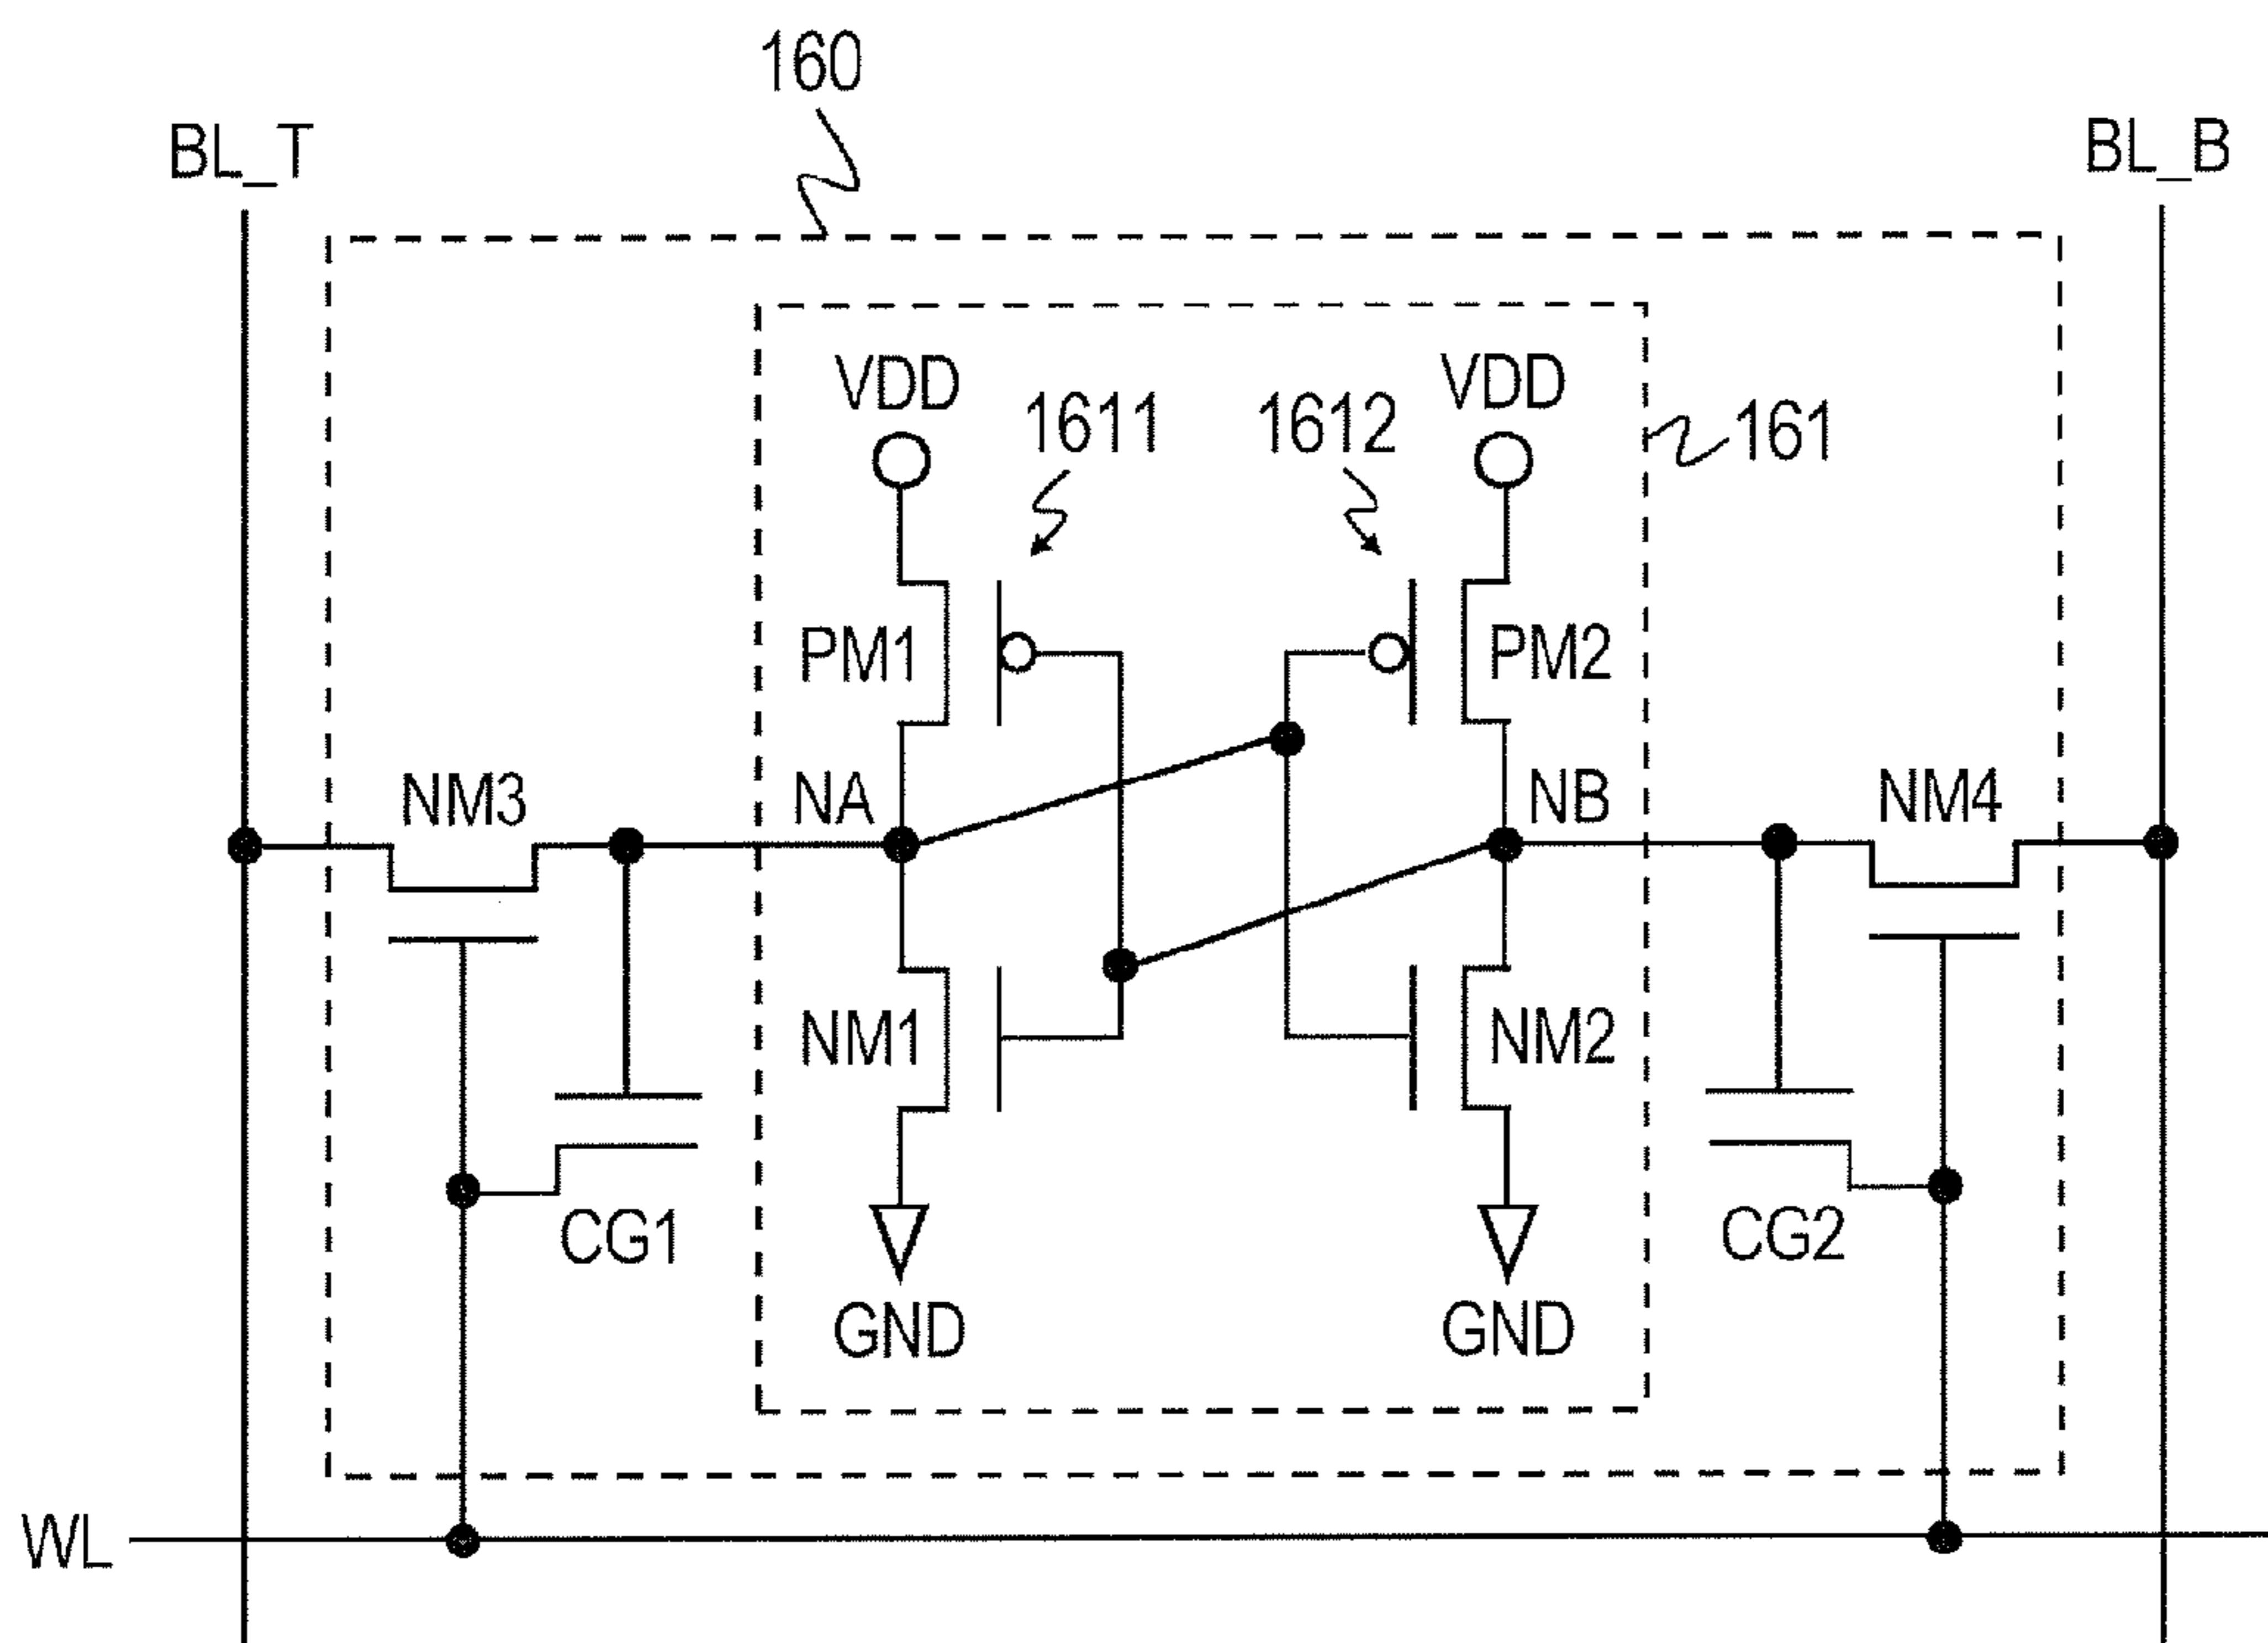 160
BL_T
BL_B
VDD
1611
1612
VDD
161
PM1
PM2
NM3
NA
NB
NM4
NM1
NM2
CG1
CG2
GND
GND
WL